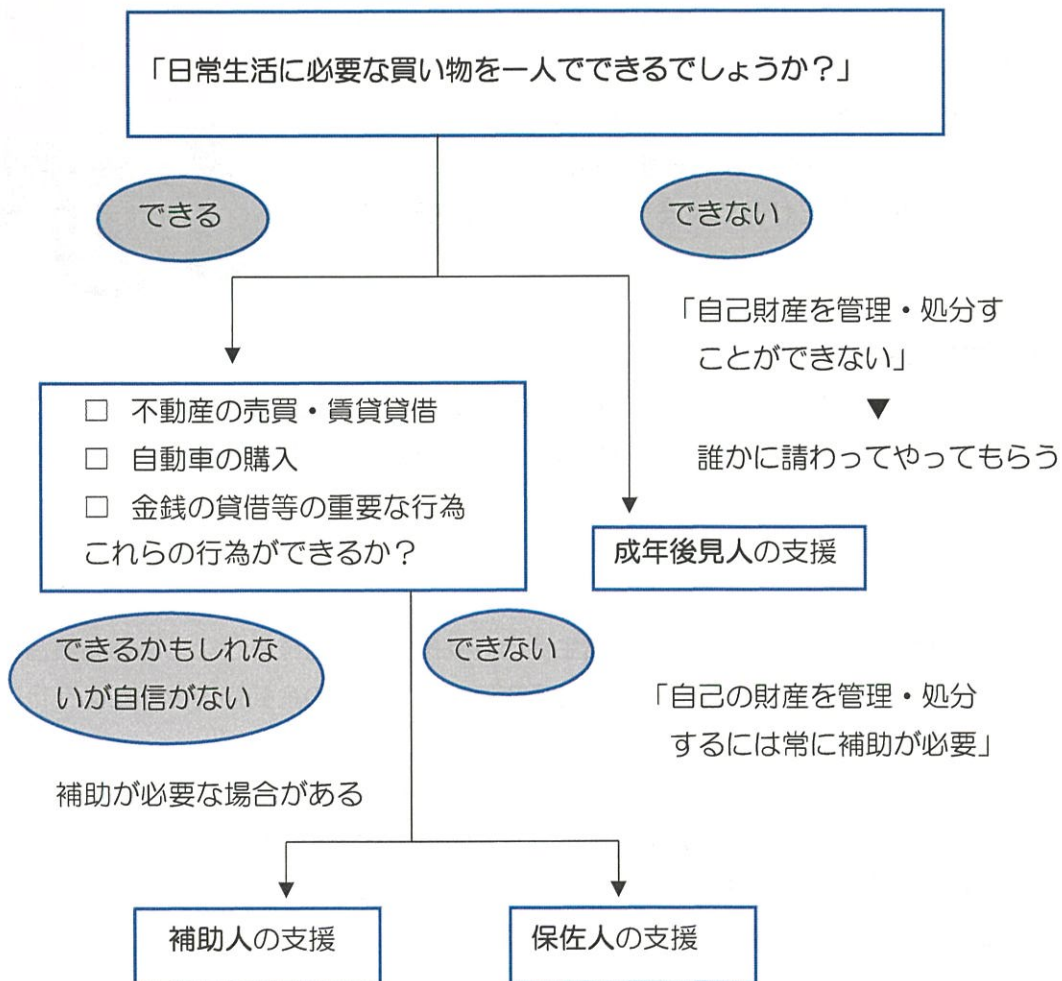 「日常生活に必要な買い物を一人でできるでしょうか？」
できる
できない
「自己財産を管理・処分す
ことができない」
▼
誰かに請わってやってもらう
□ 不動産の売買・賃貸貸借
□ 自動車の購入
□ 金銭の貸借等の重要な行為
これらの行為ができるか？
成年後見人の支援
できるかもしれな
いが自信がない
できない
「自己の財産を管理・処分
するには常に補助が必要」
補助が必要な場合がある
補助人の支援
保佐人の支援